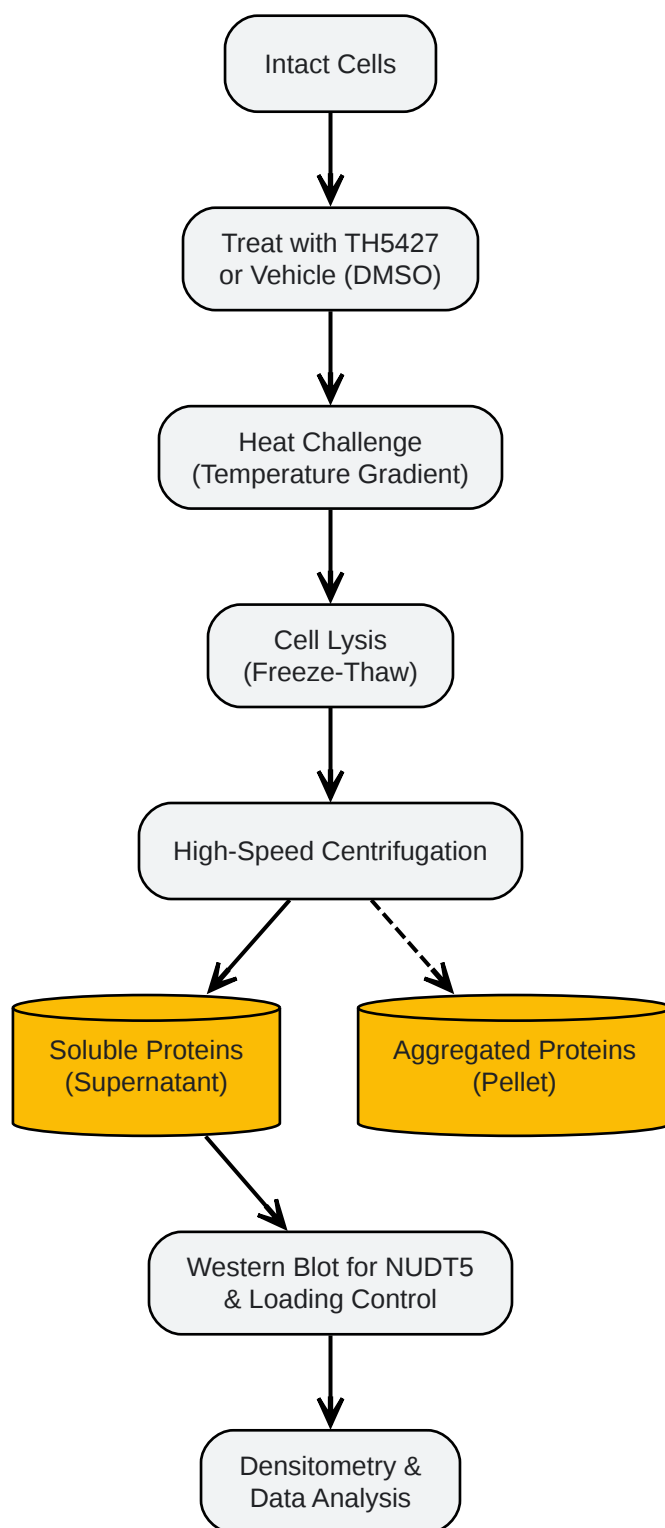 Intact Cells
Treat with TH5427
or Vehicle (DMSO)
Heat Challenge
(Temperature Gradient)
Cell Lysis
(Freeze-Thaw)
High-Speed Centrifugation
Soluble Proteins
(Supernatant)
Aggregated Proteins
(Pellet)
Western Blot for NUDT5
& Loading Control
Densitometry &
Data Analysis